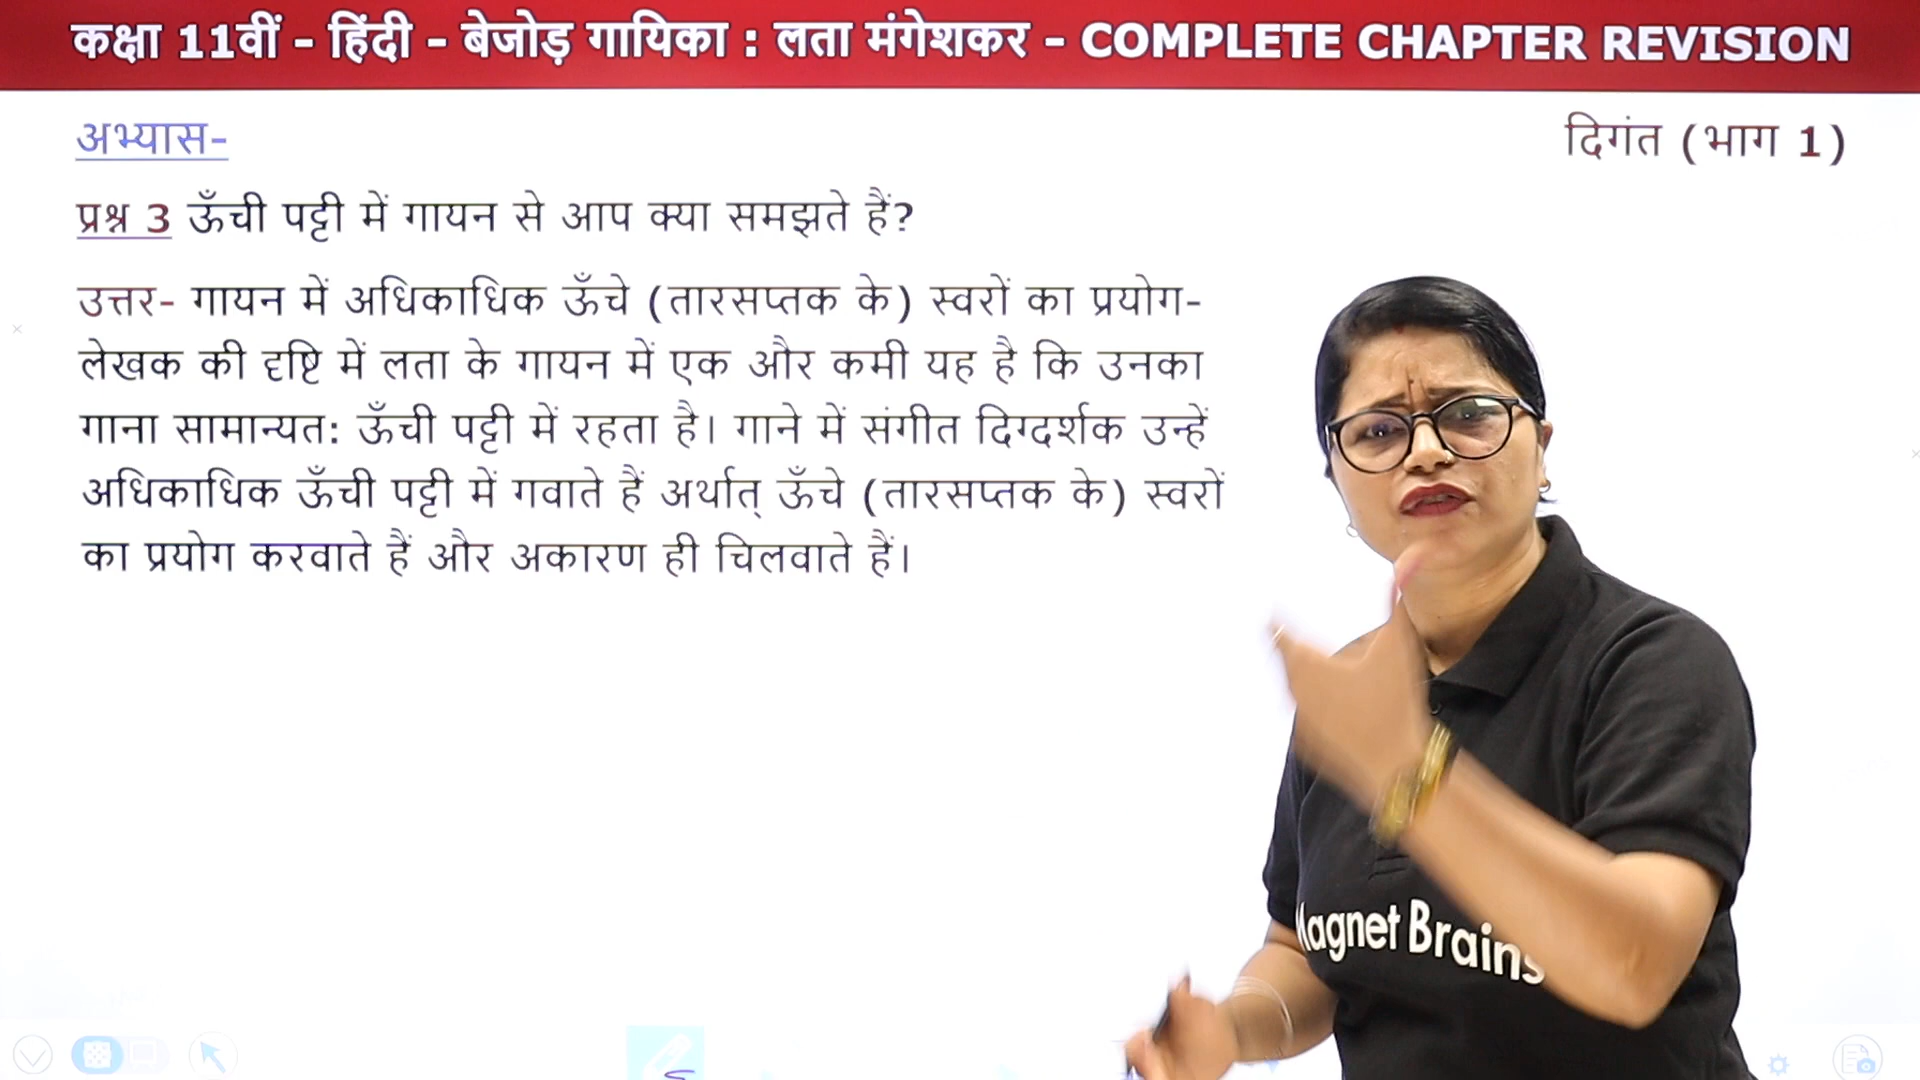 कक्षा 11वीं - हिंदी - बेजोड़ गायिका : लता मंगेशकर - COMPLETE CHAPTER REVISION
अभ्यास-
दिगंत (भाग 1)
प्रश्न 3 ऊँची पट्टी में गायन से आप क्या समझते हैं?
उत्तर- गायन में अधिकाधिक ऊँचे (तारसप्तक के) स्वरों का प्रयोग-
लेखक की दृष्टि में लता के गायन में एक और कमी यह है कि उनका
गाना सामान्यत: ऊँची पट्टी में रहता है। गाने में संगीत दिग्दर्शक उन्हें
अधिकाधिक ऊँची पट्टी में गवाते हैं अर्थात् ऊँचे (तारसप्तक के) स्वरों
का प्रयोग करवाते हैं और अकारण ही चिलवाते हैं।
Magnet Brains